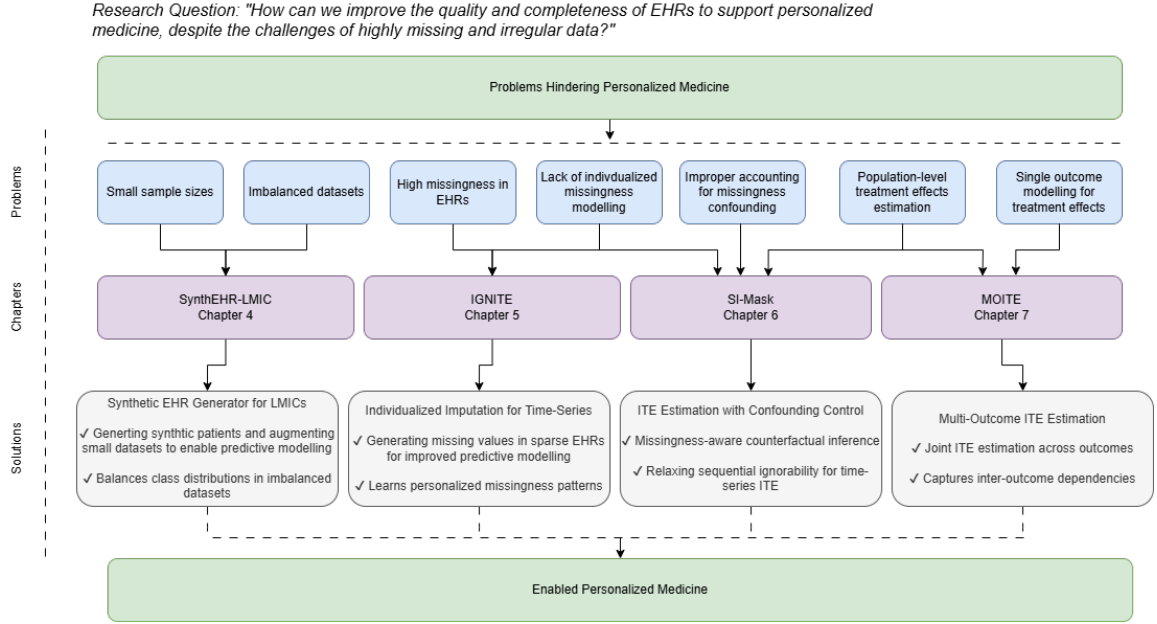 Research Question: "How can we improve the quality and completeness of EHRs to support personalized
medicine, despite the challenges of highly missing and irregular data?"
Problems Hindering Personalized Medicine
Problems
Small sample sizes
Imbalanced datasets
High missingness in
EHRs
Lack of indivdualized
missingness
modelling
Improper accounting
for missingness
confounding
Population-level
treatment effects
estimation
Single outcome
modelling for
treatment effects
Chapters
SynthEHR-LMIC
Chapter 4
IGNITE
Chapter 5
SI-Mask
Chapter 6
MOITE
Chapter 7
Solutions
Synthetic EHR Generator for LMICs
✓ Generting synthtic patients and augmenting
small datasets to enable predictive modelling
✓ Balances class distributions in imbalanced
datasets
Individualized Imputation for Time-Series
✓ Generating missing values in sparse EHRs
for improved predictive modelling
✓ Learns personalized missingness patterns
ITE Estimation with Confounding Control
✓ Missingness-aware counterfactual inference
✓ Relaxing sequential ignorability for time-
series ITE
Multi-Outcome ITE Estimation
✓ Joint ITE estimation across outcomes
✓ Captures inter-outcome dependencies
Enabled Personalized Medicine